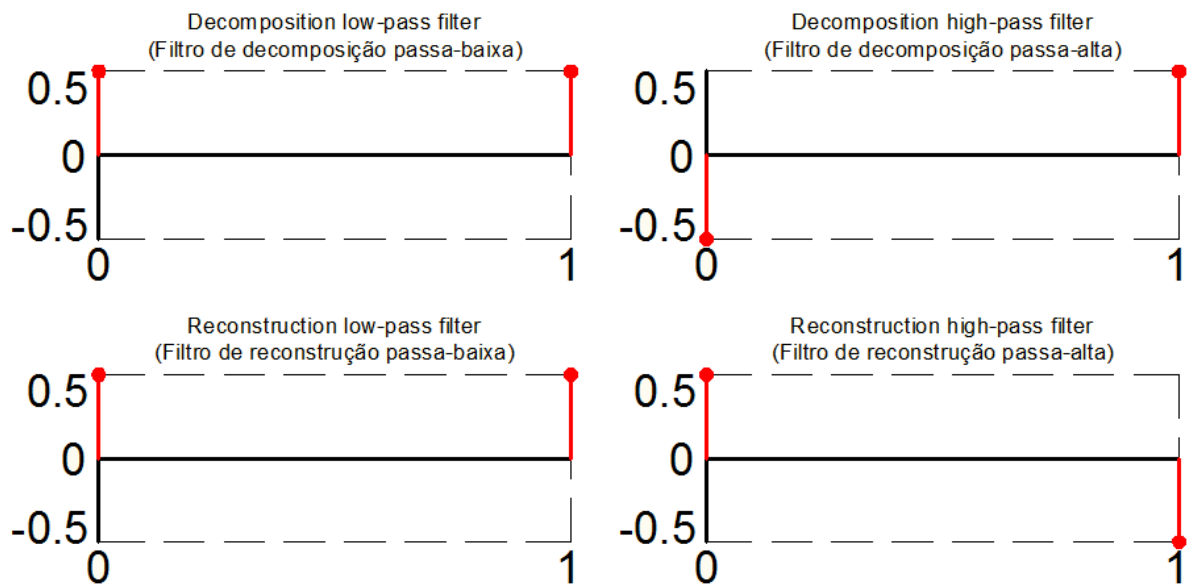 Decomposition low-pass filter
(Filtro de decomposição passa-baixa)
0.5
0
-0.5
0 1
Decomposition high-pass filter
(Filtro de decomposição passa-alta)
0.5
0
-0.5
0 1
Reconstruction low-pass filter
(Filtro de reconstrução passa-baixa)
0.5
0
-0.5
0 1
Reconstruction high-pass filter
(Filtro de reconstrução passa-alta)
0.5
0
-0.5
0 1